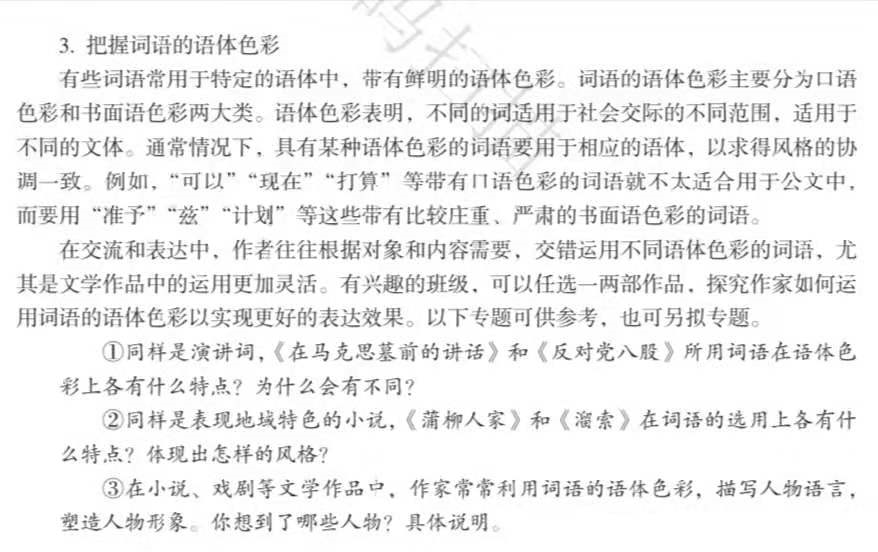 3. 把握词语的语体色彩
有些词语常用于特定的语体中，带有鲜明的语体色彩。词语的语体色彩主要分为口语
色彩和书面语色彩两大类。语体色彩表明，不同的词适用于社会交际的不同范围，适用于
不同的文体。通常情况下，具有某种语体色彩的词语要用于相应的语体，以求得风格的协
调一致。例如，“可以”“现在”“打算”等带有口语色彩的词语就不太适合用于公文中，
而要用“准予”“兹”“计划”等这些带有比较庄重、严肃的书面语色彩的词语。
在交流和表达中，作者往往根据对象和内容需要，交错运用不同语体色彩的词语，尤
其是文学作品中的运用更加灵活。有兴趣的班级，可以任选一两部作品，探究作家如何运
用词语的语体色彩以实现更好的表达效果。以下专题可供参考，也可另拟专题。
①同样是演讲词，《在马克思墓前的讲话》和《反对党八股》所用词语在语体色
彩上各有什么特点？为什么会有不同？
②同样是表现地域特色的小说，《蒲柳人家》和《溜索》在词语的选用上各有什
么特点？体现出怎样的风格？
③在小说、戏剧等文学作品中，作家常常利用词语的语体色彩，描写人物语言，
塑造人物形象。你想到了哪些人物？具体说明。